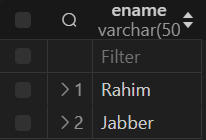 ename
varchar(50
Filter
1 Rahim
2 Jabber